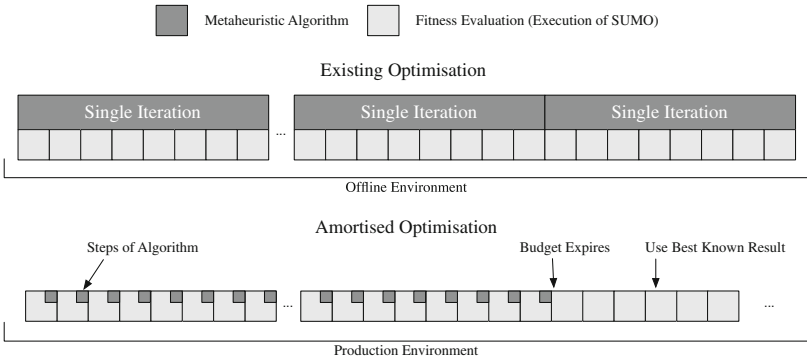 Metaheuristic Algorithm
Fitness Evaluation (Execution of SUMO)
Existing Optimisation
Single Iteration
...
Single Iteration
Single Iteration
Offline Environment
Amortised Optimisation
Steps of Algorithm
Budget Expires
Use Best Known Result
...
...
Production Environment